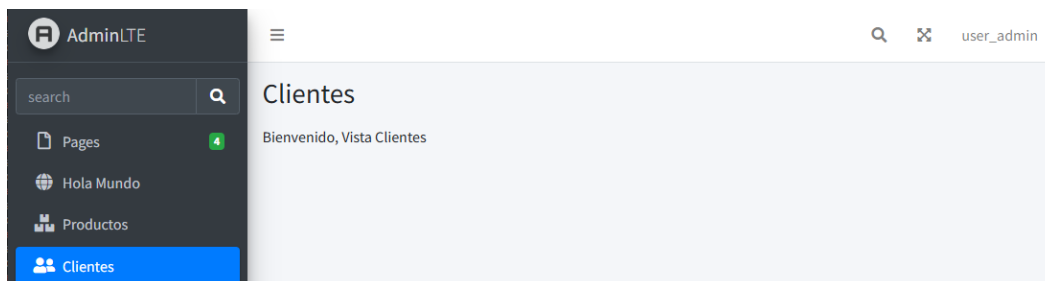 AdminLTE
user_admin
search
Clientes
Pages
4
Bienvenido, Vista Clientes
Hola Mundo
Productos
Clientes